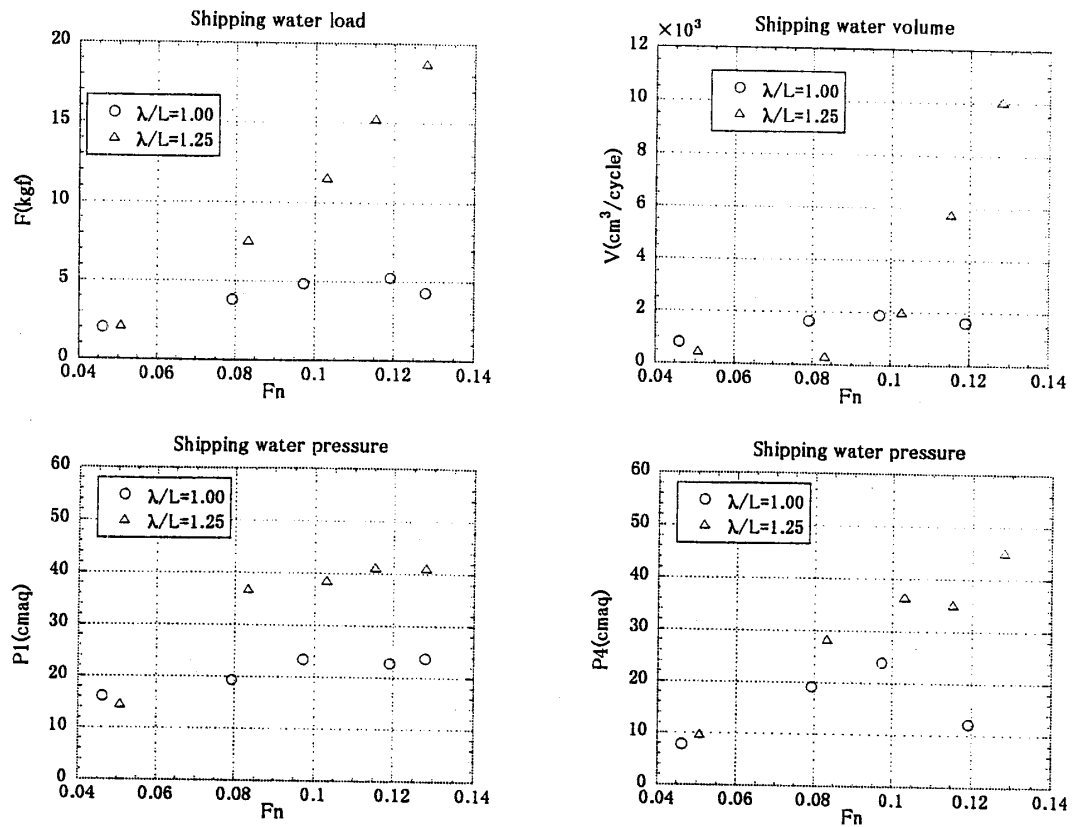 Shipping water load
20
15
10
5
0
F(kgf)
○ λ/L=1.00
△ λ/L=1.25
0.04 0.06 0.08 0.1 0.12 0.14
Fn
Shipping water volume
×10³
12
10
8
6
4
2
0
V(cm³/cycle)
○ λ/L=1.00
△ λ/L=1.25
0.04 0.06 0.08 0.1 0.12 0.14
Fn
Shipping water pressure
60
50
40
30
20
10
0
P1(cmaq)
○ λ/L=1.00
△ λ/L=1.25
0.04 0.06 0.08 0.1 0.12 0.14
Fn
Shipping water pressure
60
50
40
30
20
10
0
P4(cmaq)
○ λ/L=1.00
△ λ/L=1.25
0.04 0.06 0.08 0.1 0.12 0.14
Fn